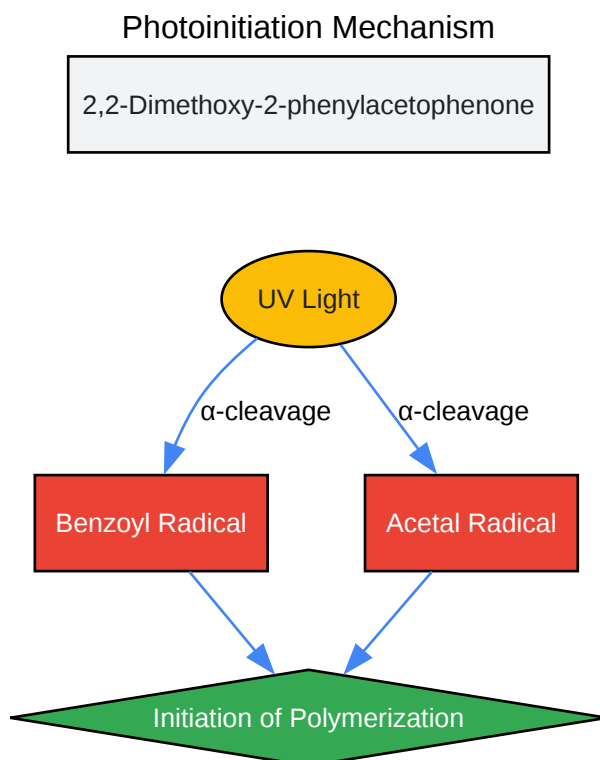 Photoinitiation Mechanism
2,2-Dimethoxy-2-phenylacetophenone
UV Light
α-cleavage
α-cleavage
Benzoyl Radical
Acetal Radical
Initiation of Polymerization